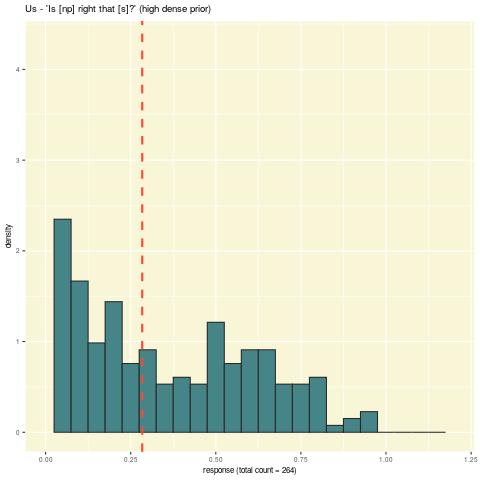 Us - 'Is [np] right that [s]?' (high dense prior)
4
3
2
1
0
density
0.00 0.25 0.50 0.75 1.00 1.25
response (total count = 264)